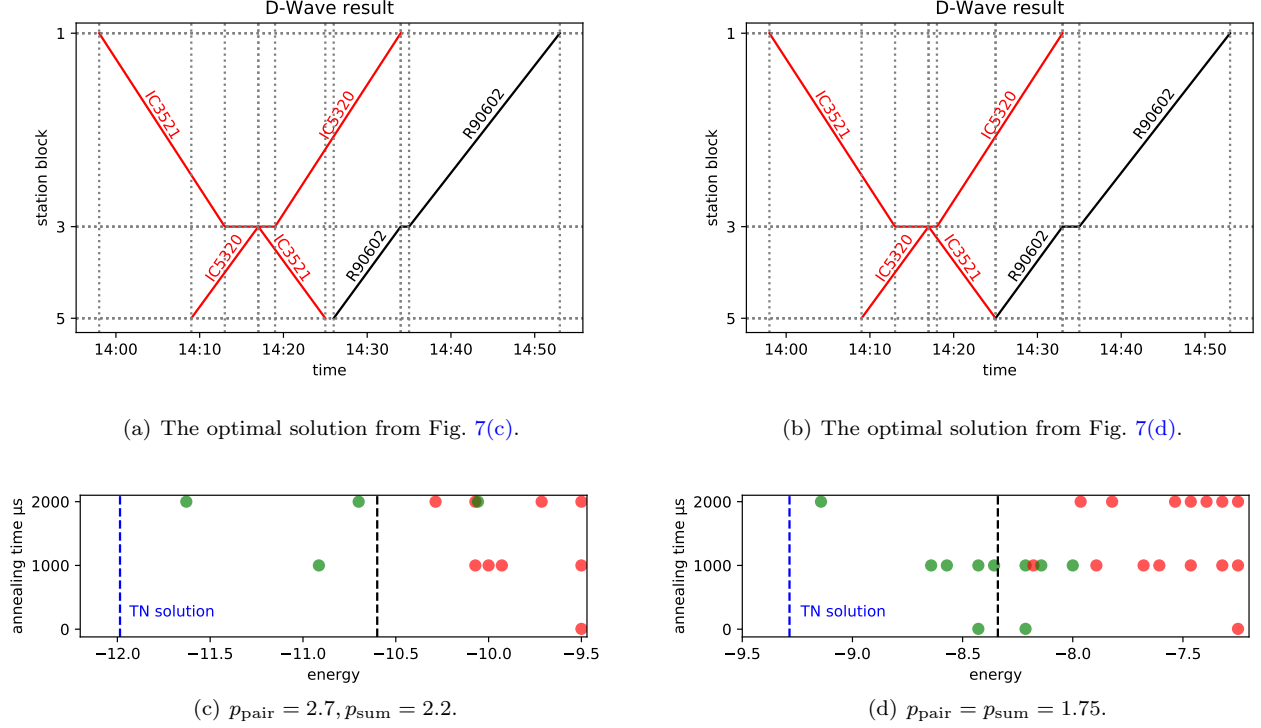 D-Wave result
1
3
5
station block
IC3521
IC5320
R90602
IC5320
IC3521
R90602
14:00 14:10 14:20 14:30 14:40 14:50
time
(a) The optimal solution from Fig. 7(c).
D-Wave result
1
3
5
station block
IC3521
IC5320
R90602
IC5320
IC3521
R90602
14:00 14:10 14:20 14:30 14:40 14:50
time
(b) The optimal solution from Fig. 7(d).
2000
1000
0
annealing time μs
TN solution
−12.0 −11.5 −11.0 −10.5 −10.0 −9.5
energy
(c) p_pair = 2.7, p_sum = 2.2.
2000
1000
0
annealing time μs
TN solution
−9.5 −9.0 −8.5 −8.0 −7.5
energy
(d) p_pair = p_sum = 1.75.